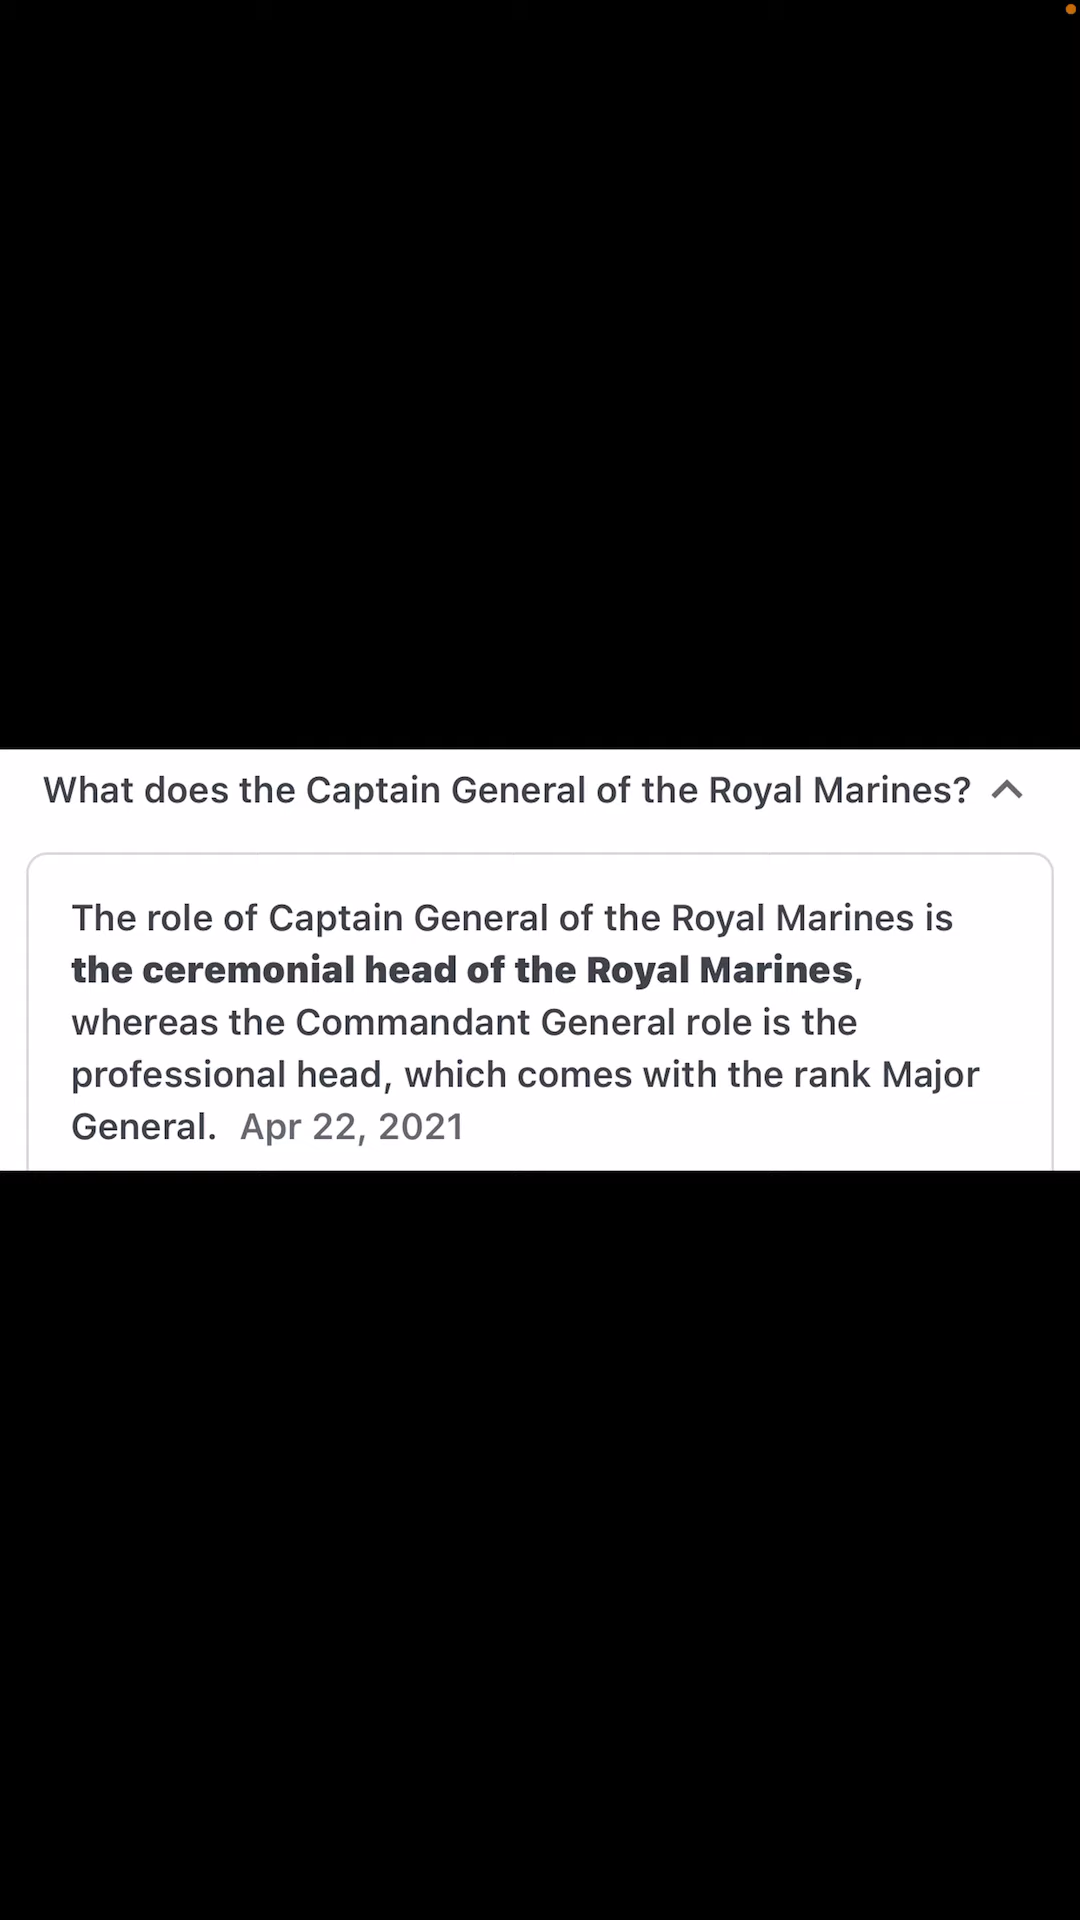 What does the Captain General of the Royal Marines?
The role of Captain General of the Royal Marines is
the ceremonial head of the Royal Marines,
whereas the Commandant General role is the
professional head, which comes with the rank Major
General. Apr 22, 2021